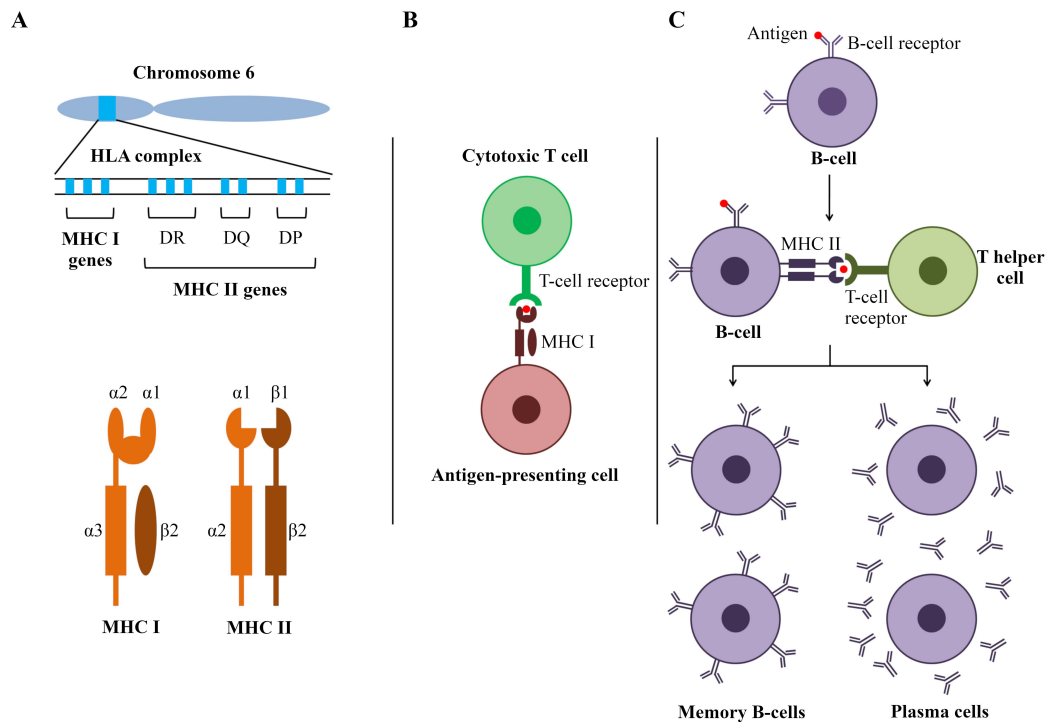 A
Chromosome 6
HLA complex
MHC I
genes
DR
DQ
DP
MHC II genes
α2
α1
α3
β2
MHC I
α1
β1
α2
β2
MHC II
B
Cytotoxic T cell
T-cell receptor
MHC I
Antigen-presenting cell
C
Antigen
B-cell receptor
B-cell
MHC II
T helper
cell
T-cell
receptor
B-cell
Memory B-cells
Plasma cells